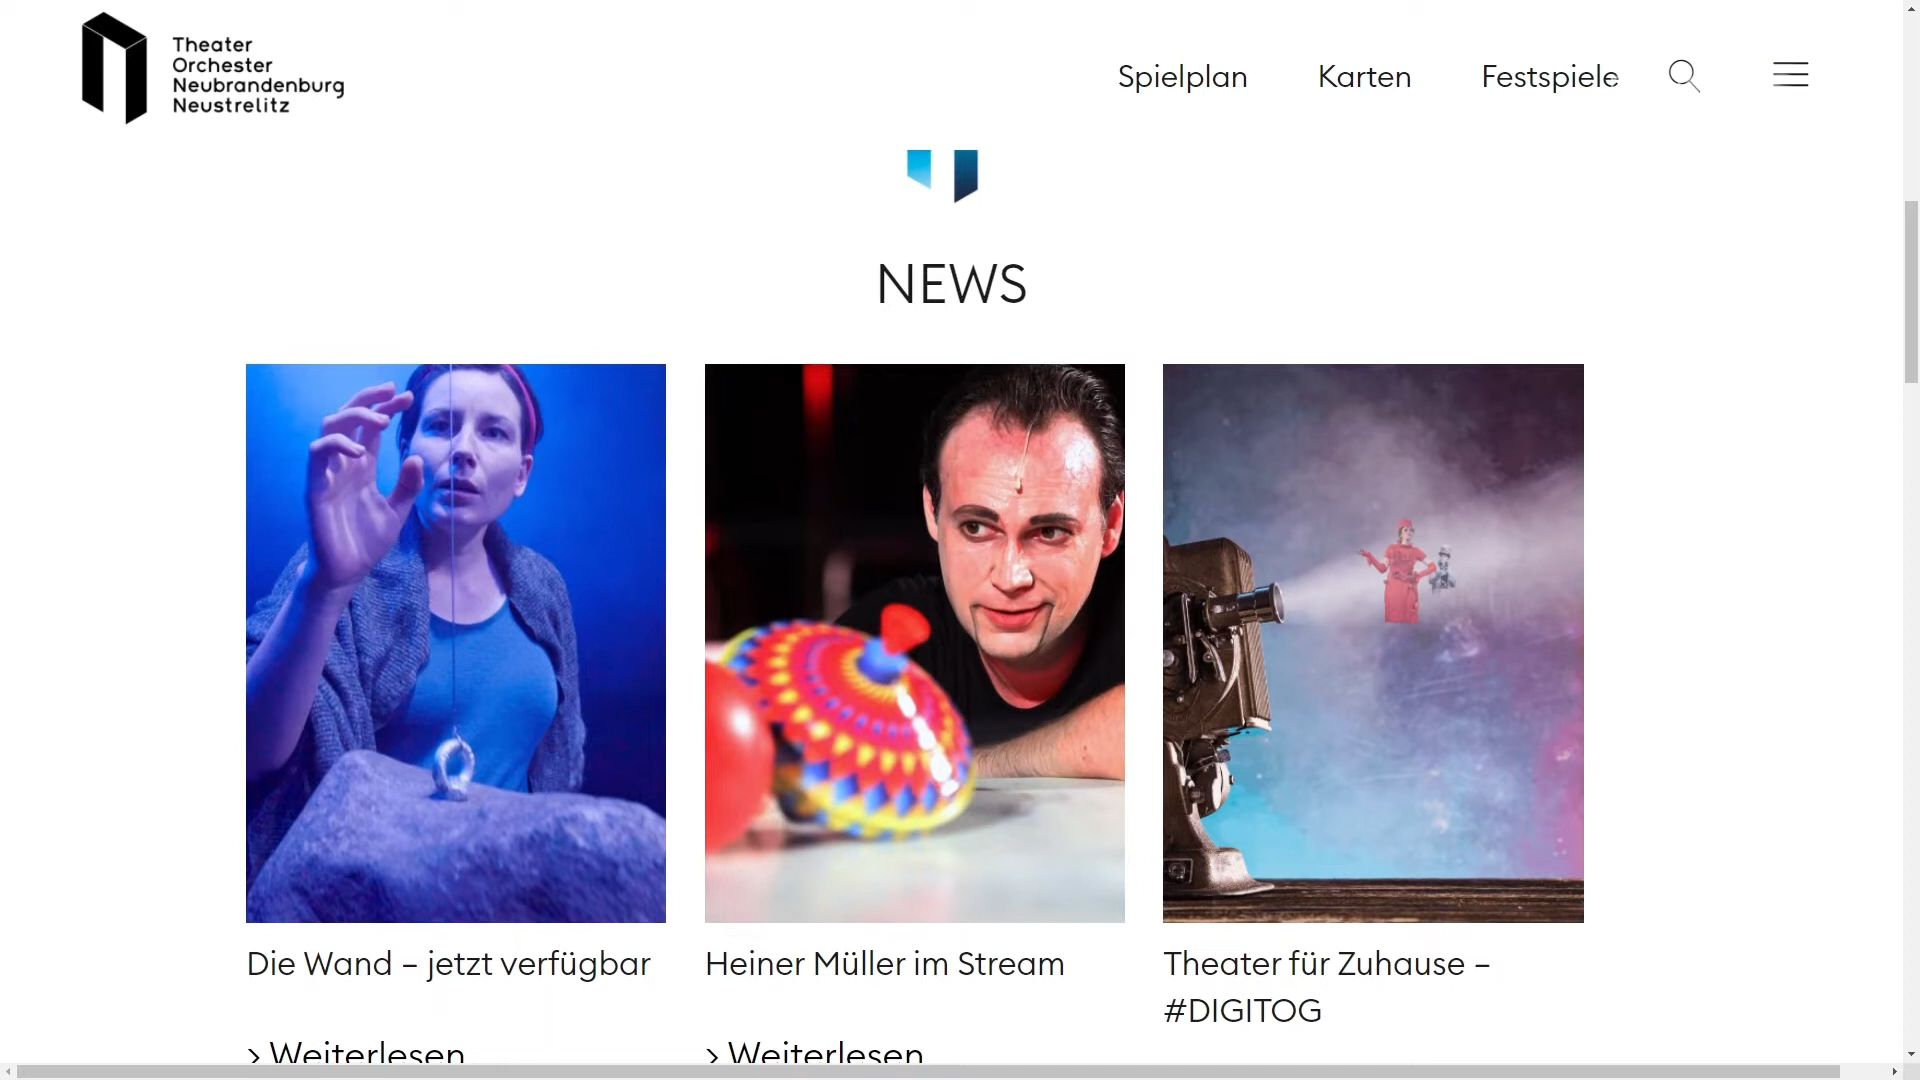 Theater
Orchester
Neubrandenburg
Neustrelitz
Spielplan Karten Festspiele
NEWS
Die Wand – jetzt verfügbar
Heiner Müller im Stream
Theater für Zuhause –
#DIGITOG
› Weiterlesen
› Weiterlesen